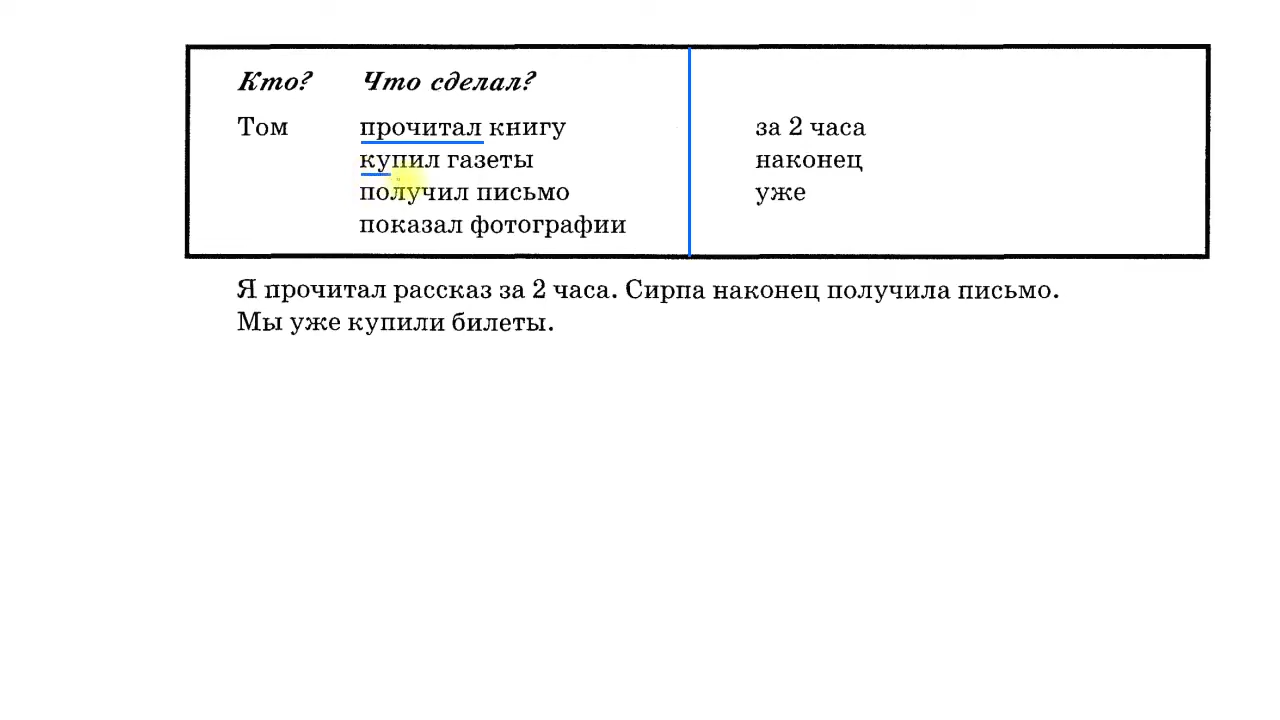 Кто? Что сделал?
Том прочитал книгу за 2 часа
купил газеты наконец
получил письмо уже
показал фотографии
Я прочитал рассказ за 2 часа. Сирпа наконец получила письмо.
Мы уже купили билеты.